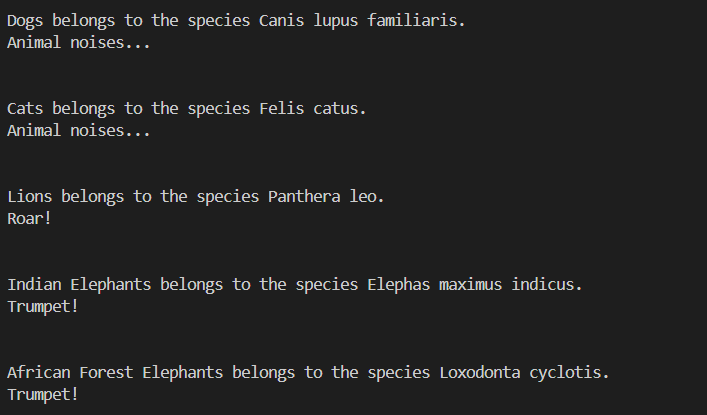 Dogs belongs to the species Canis lupus familiaris.
Animal noises...
Cats belongs to the species Felis catus.
Animal noises...
Lions belongs to the species Panthera leo.
Roar!
Indian Elephants belongs to the species Elephas maximus indicus.
Trumpet!
African Forest Elephants belongs to the species Loxodonta cyclotis.
Trumpet!